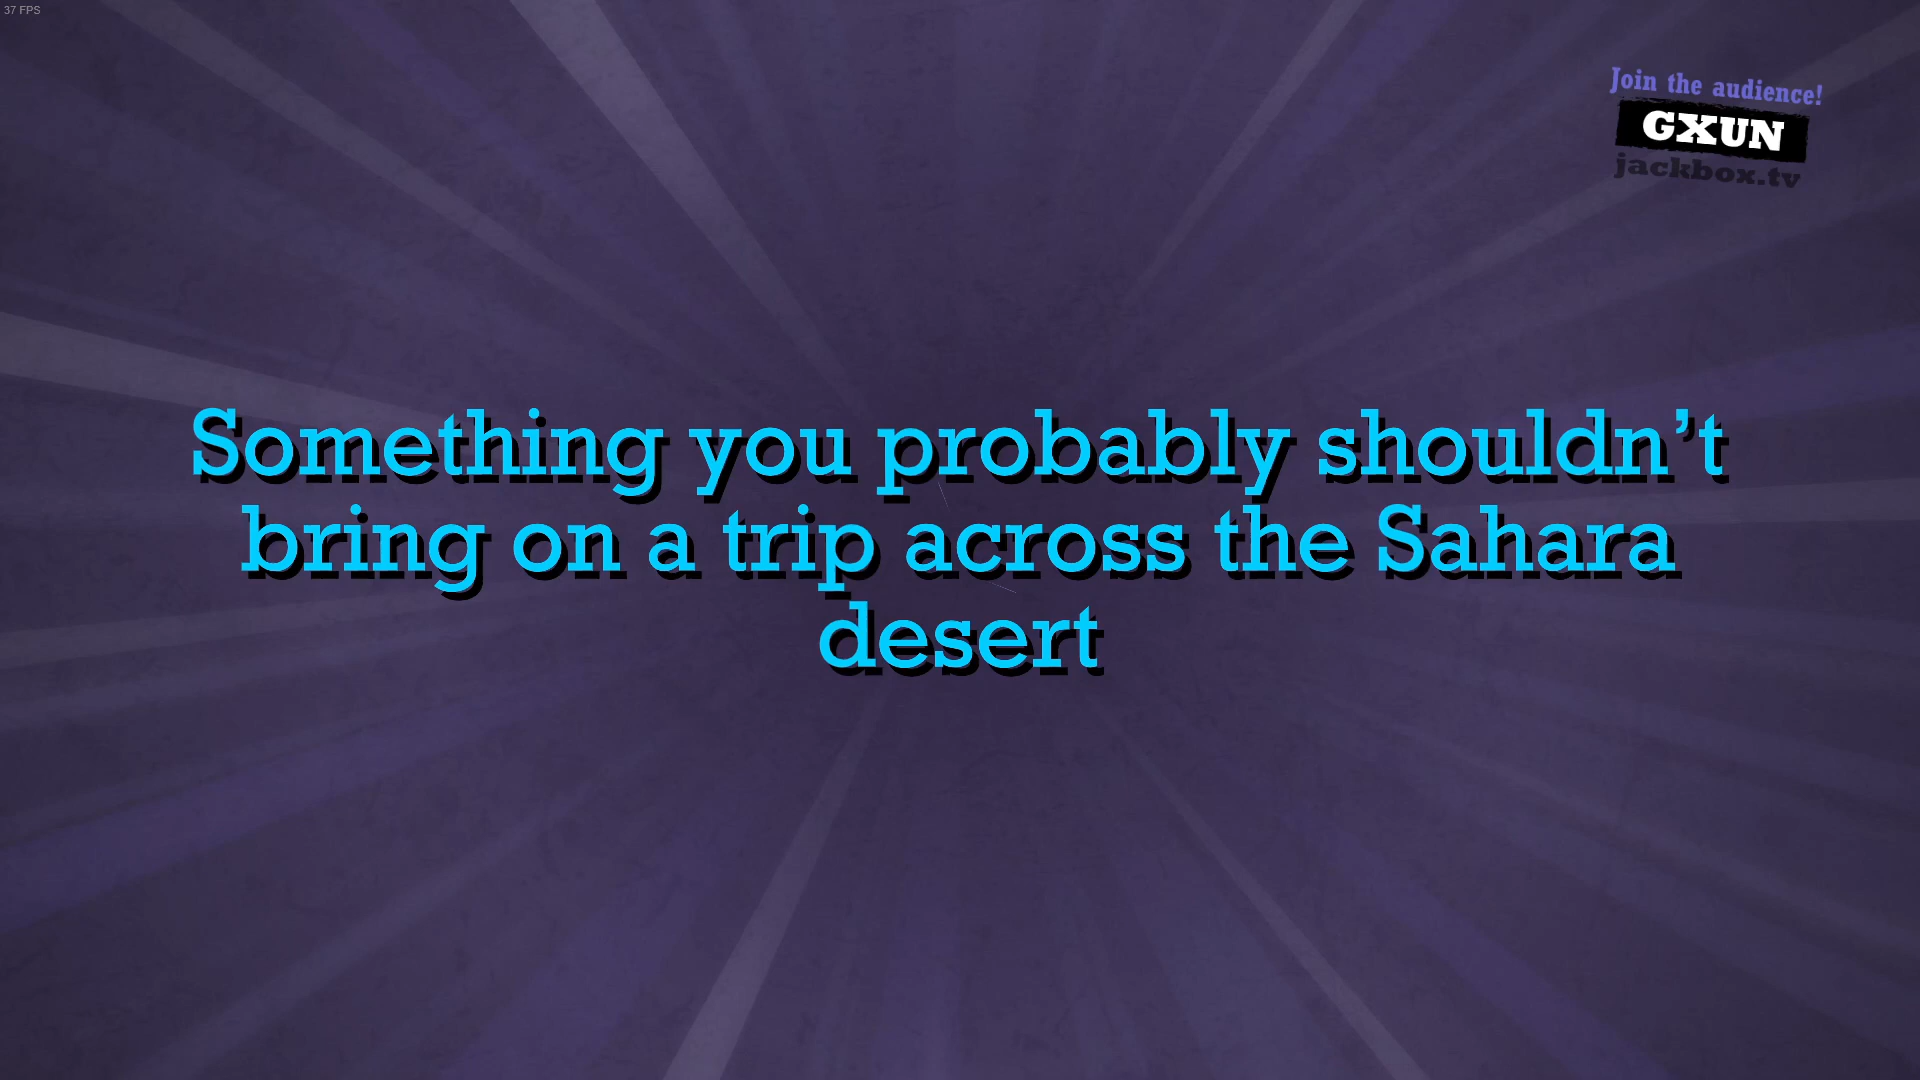 37 FPS
Join the audience!
GXUN
jackbox.tv
Something you probably shouldn’t
bring on a trip across the Sahara
desert